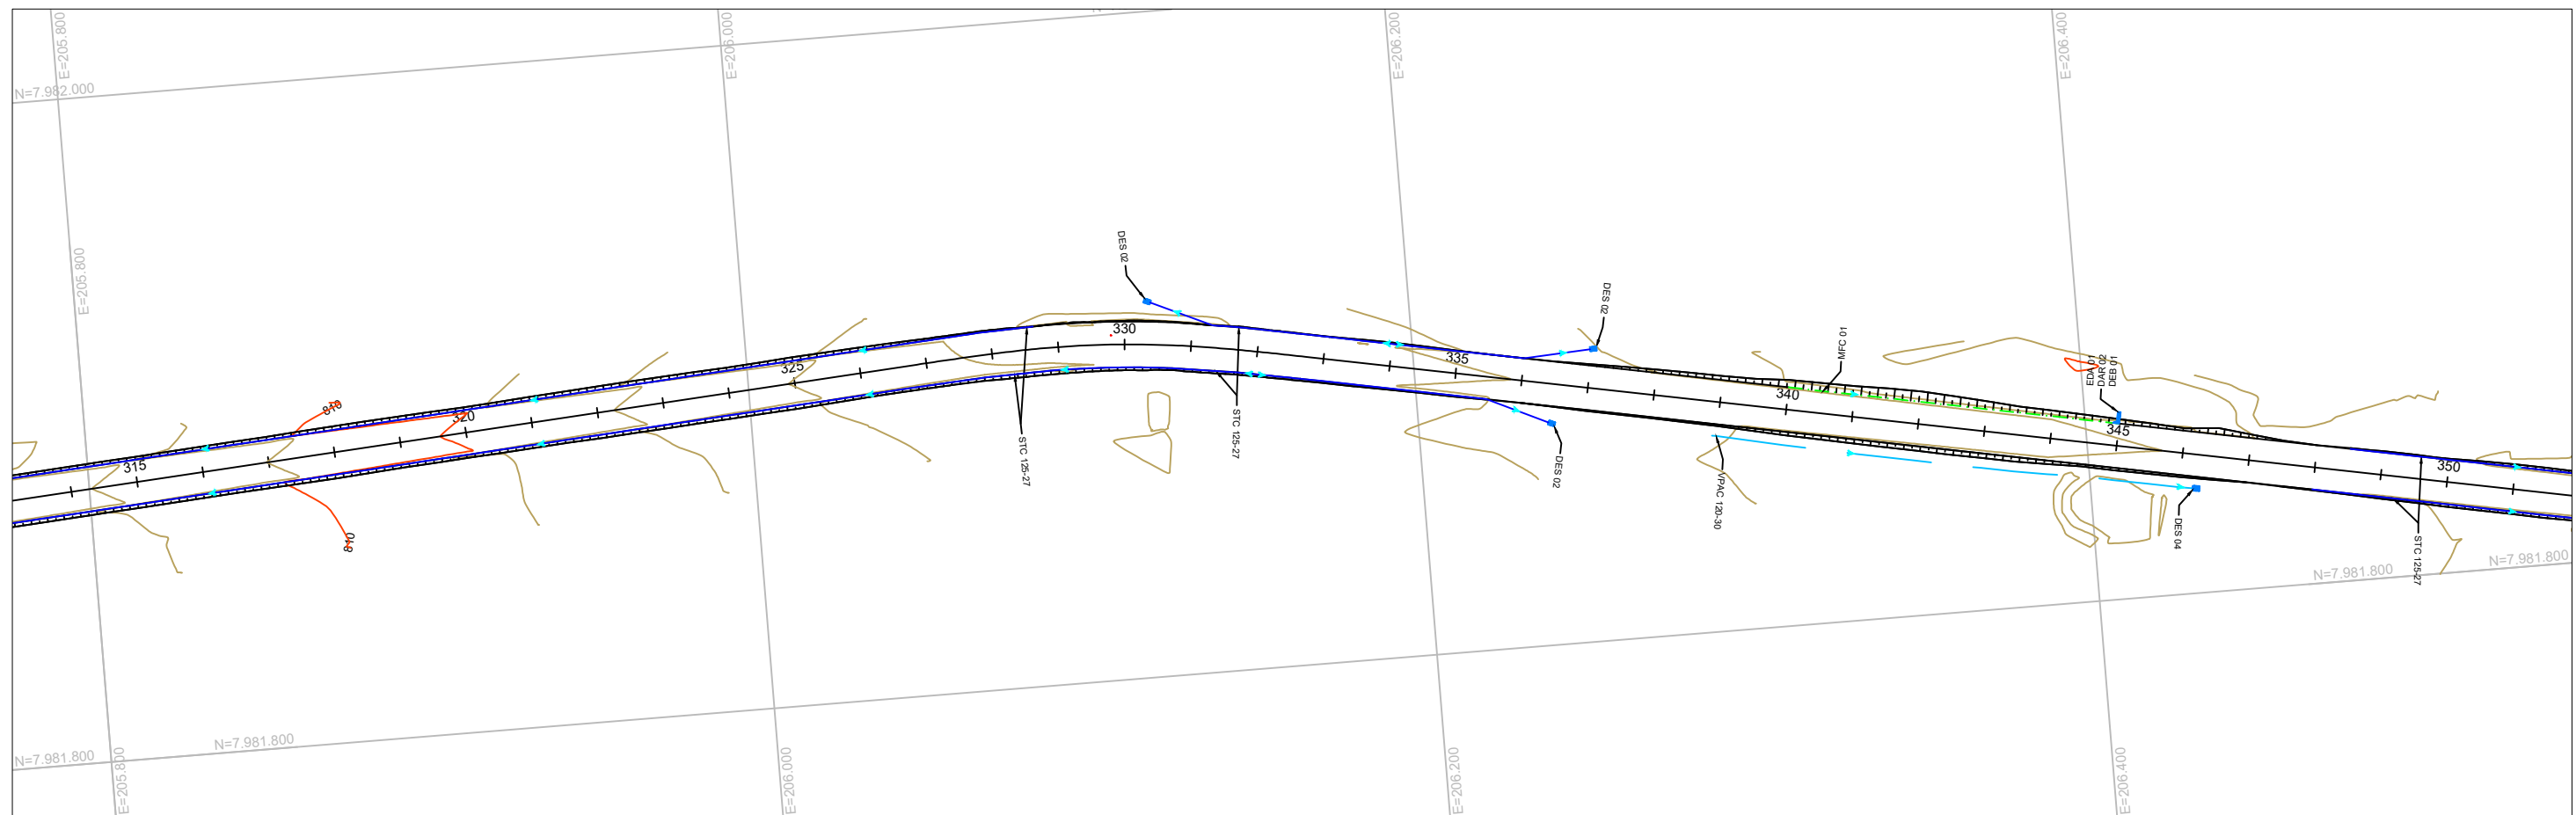 E=205.800
E=206.000
E=206.200
E=206.400
N=7.982.000
E=205.800
DES 02
DES 02
330
335
MFC 01
EDA 01
DAR 02
DEB 01
325
340
810
320
345
315
350
STC 125-27
STC 125-27
DES 02
VPAC 120-30
DES 04
STC 125-27
810
N=7.981.800
N=7.981.800
N=7.981.800
N=7.981.800
E=205.800
E=206.000
E=206.200
E=206.400